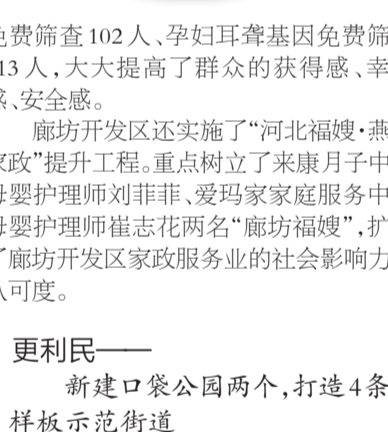 免费筛查102人、孕妇耳聋基因免费筛
13人，大大提高了群众的获得感、幸
感、安全感。
廊坊开发区还实施了“河北福嫂·燕
家政”提升工程。重点树立了来康月子中
母婴护理师刘菲菲、爱玛家家庭服务中
母婴护理师崔志花两名“廊坊福嫂”，扩
了廊坊开发区家政服务业的社会影响力
认可度。
更利民——
新建口袋公园两个，打造4条
样板示范街道